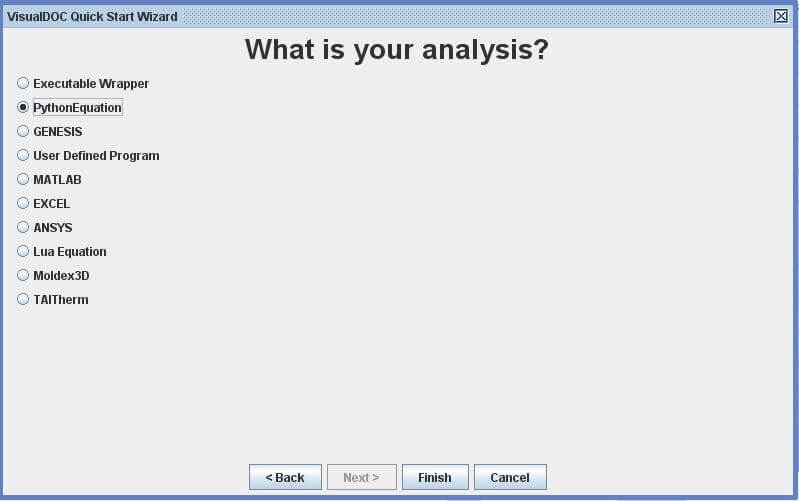 VisualDOC Quick Start Wizard
What is your analysis?
Executable Wrapper
PythonEquation
GENESIS
User Defined Program
MATLAB
EXCEL
ANSYS
Lua Equation
Moldex3D
TAITherm
< Back Next > Finish Cancel